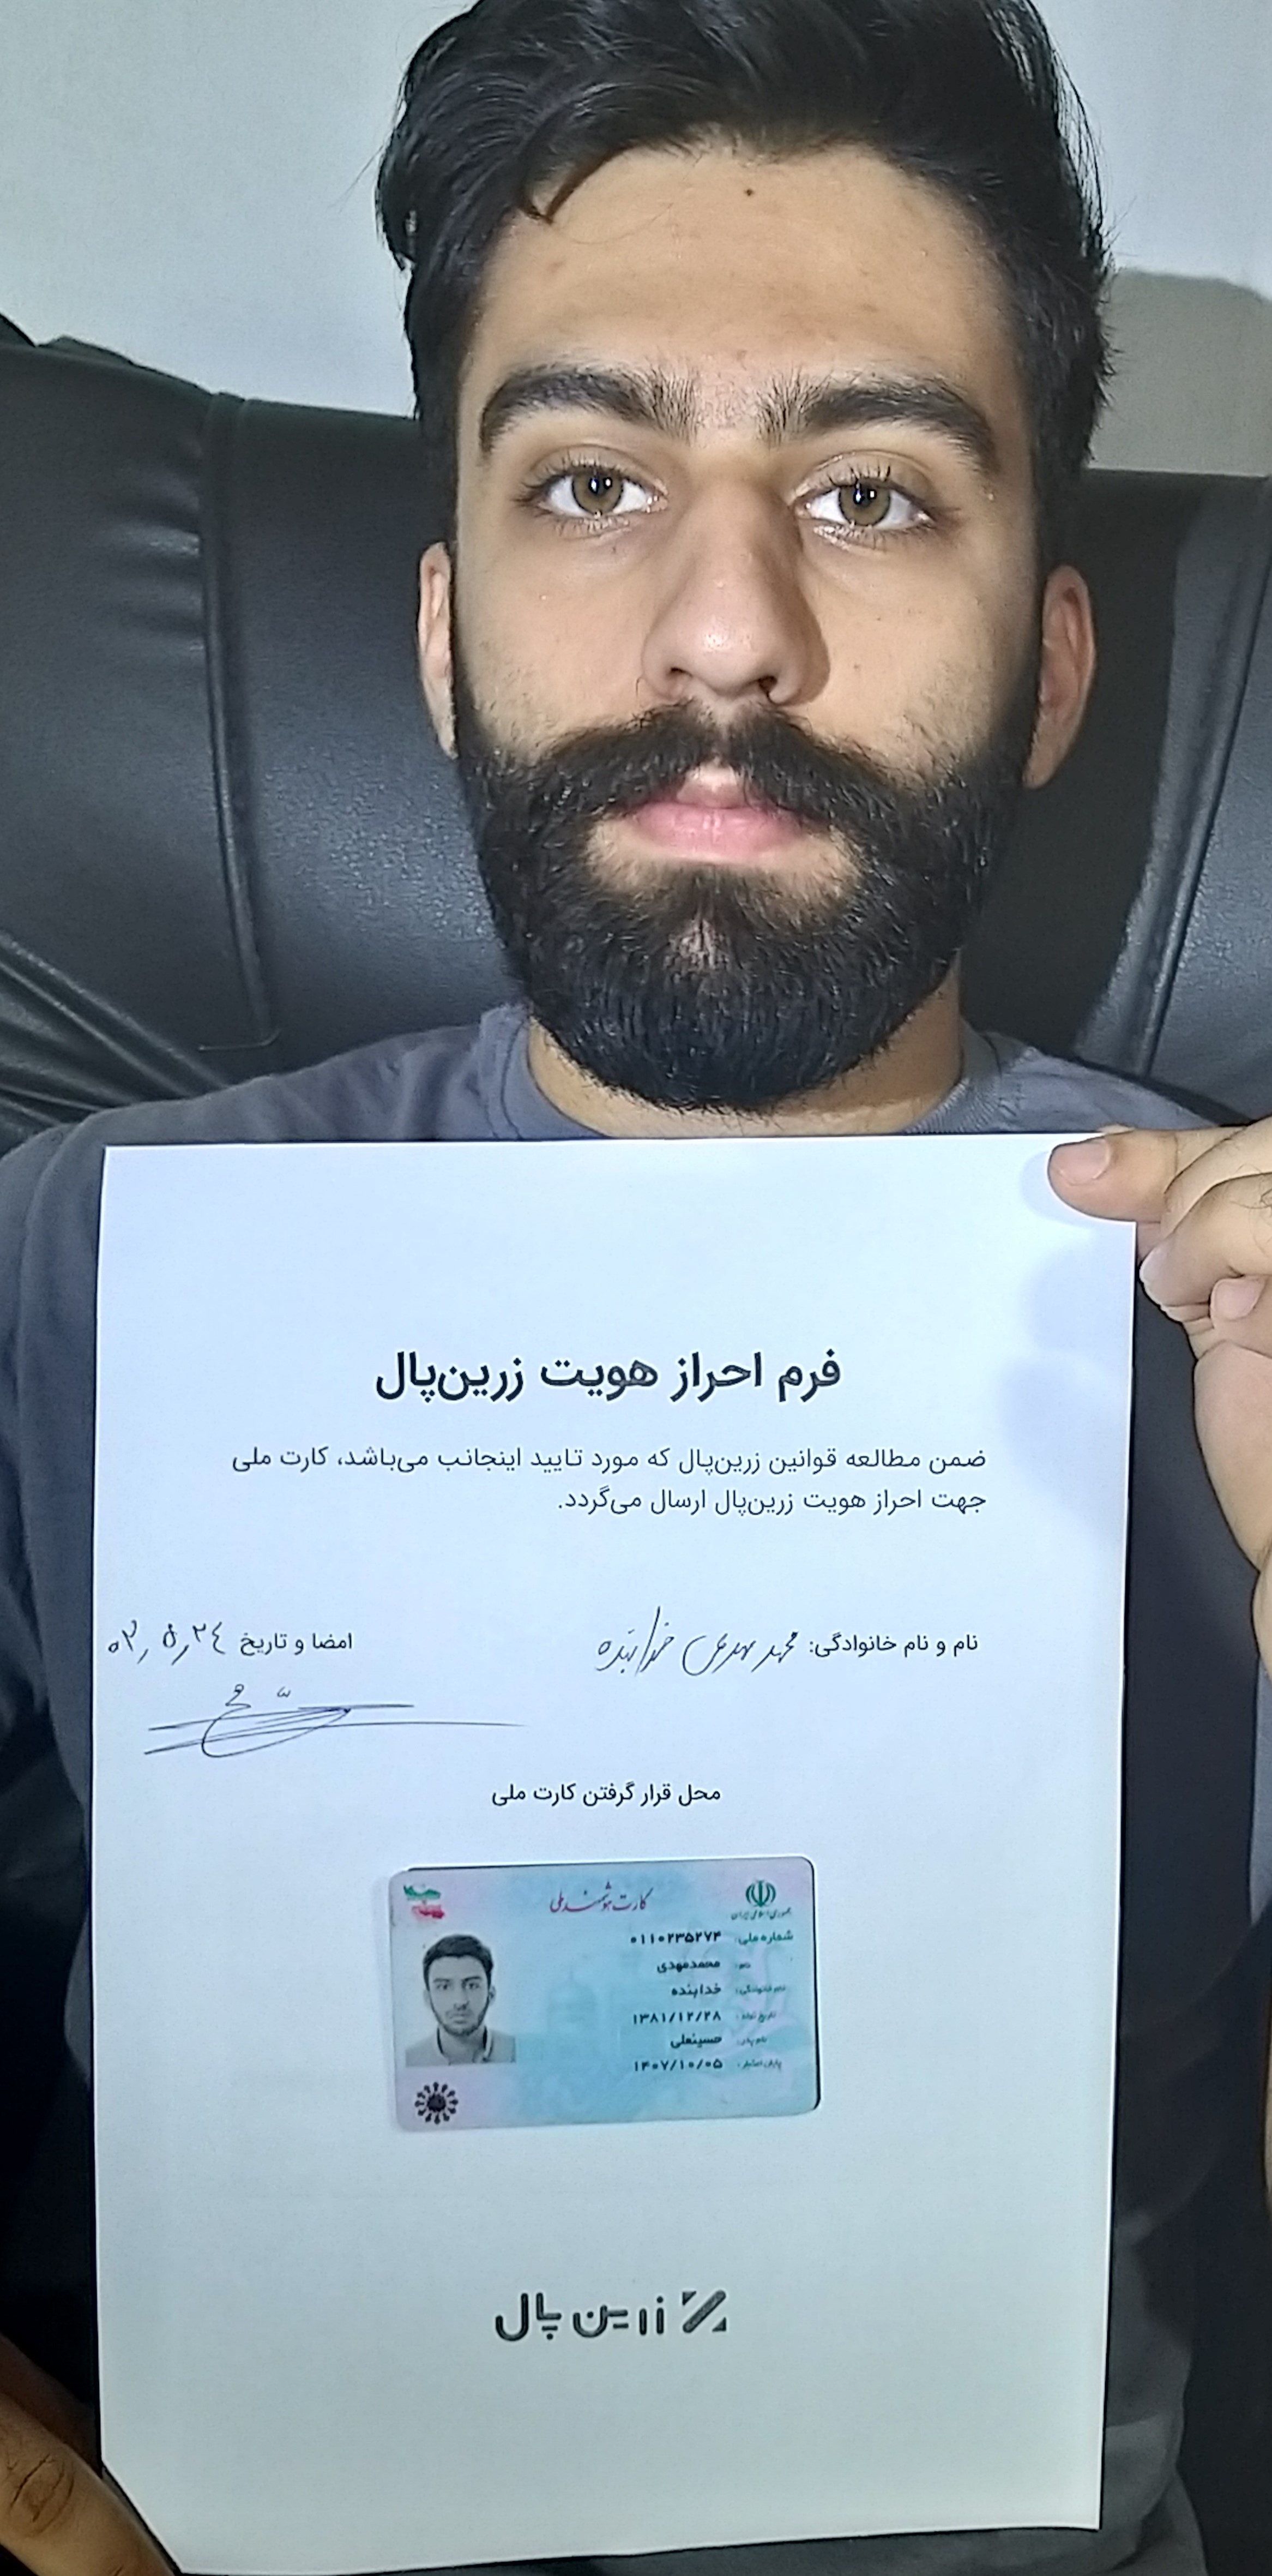 فرم احراز هویت زرین‌پال
ضمن مطالعه قوانین زرین‌پال که مورد تایید اینجانب می‌باشد، کارت ملی
جهت احراز هویت زرین‌پال ارسال می‌گردد.
نام و نام خانوادگی: محمد مهدی خدابنده
امضا و تاریخ ۰۳,۵,۲۴
محل قرار گرفتن کارت ملی
کارت هوشمند ملی
جمهوری اسلامی ایران
شماره ملی: ۰۱۱۰۲۳۵۲۷۴
نام: محمدمهدی
نام خانوادگی: خدابنده
تاریخ تولد: ۱۳۸۱/۱۲/۲۸
نام پدر: حسینعلی
پایان اعتبار: ۱۴۰۷/۱۰/۰۵
زرین پال